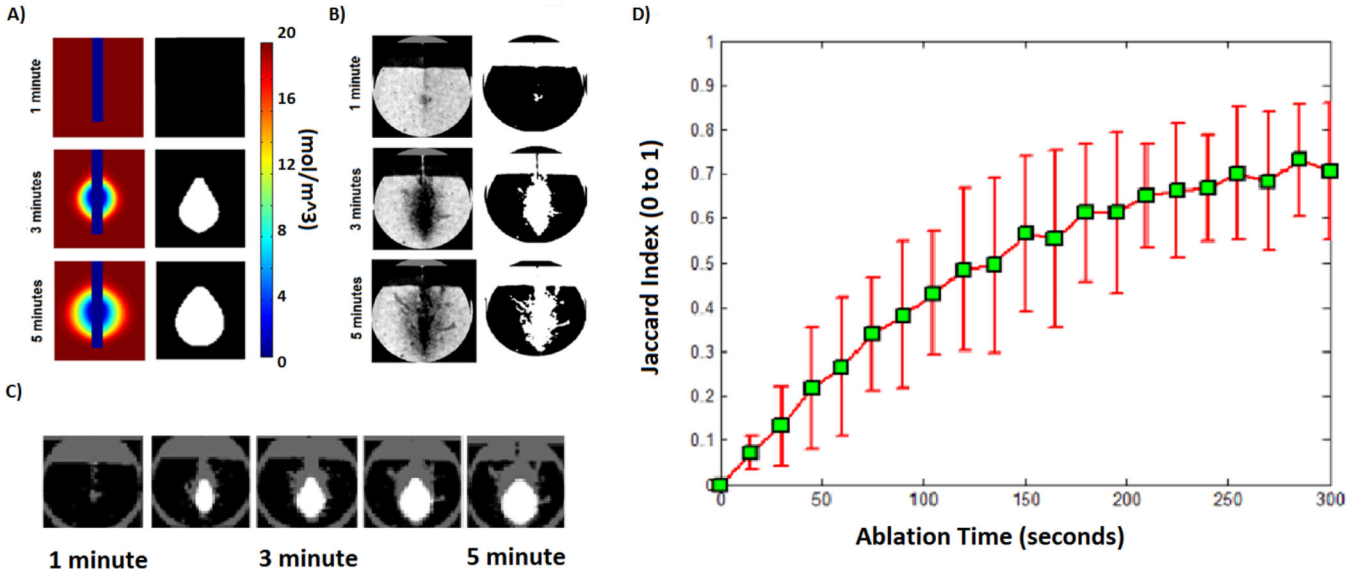 A)
1 minute
3 minutes
5 minutes
20
16
12
8
4
0
(mol/m^3)
B)
1 minute
3 minutes
5 minutes
C)
1 minute
3 minute
5 minute
D)
Jaccard Index (0 to 1)
1
0.9
0.8
0.7
0.6
0.5
0.4
0.3
0.2
0.1
0
0
50
100
150
200
250
300
Ablation Time (seconds)